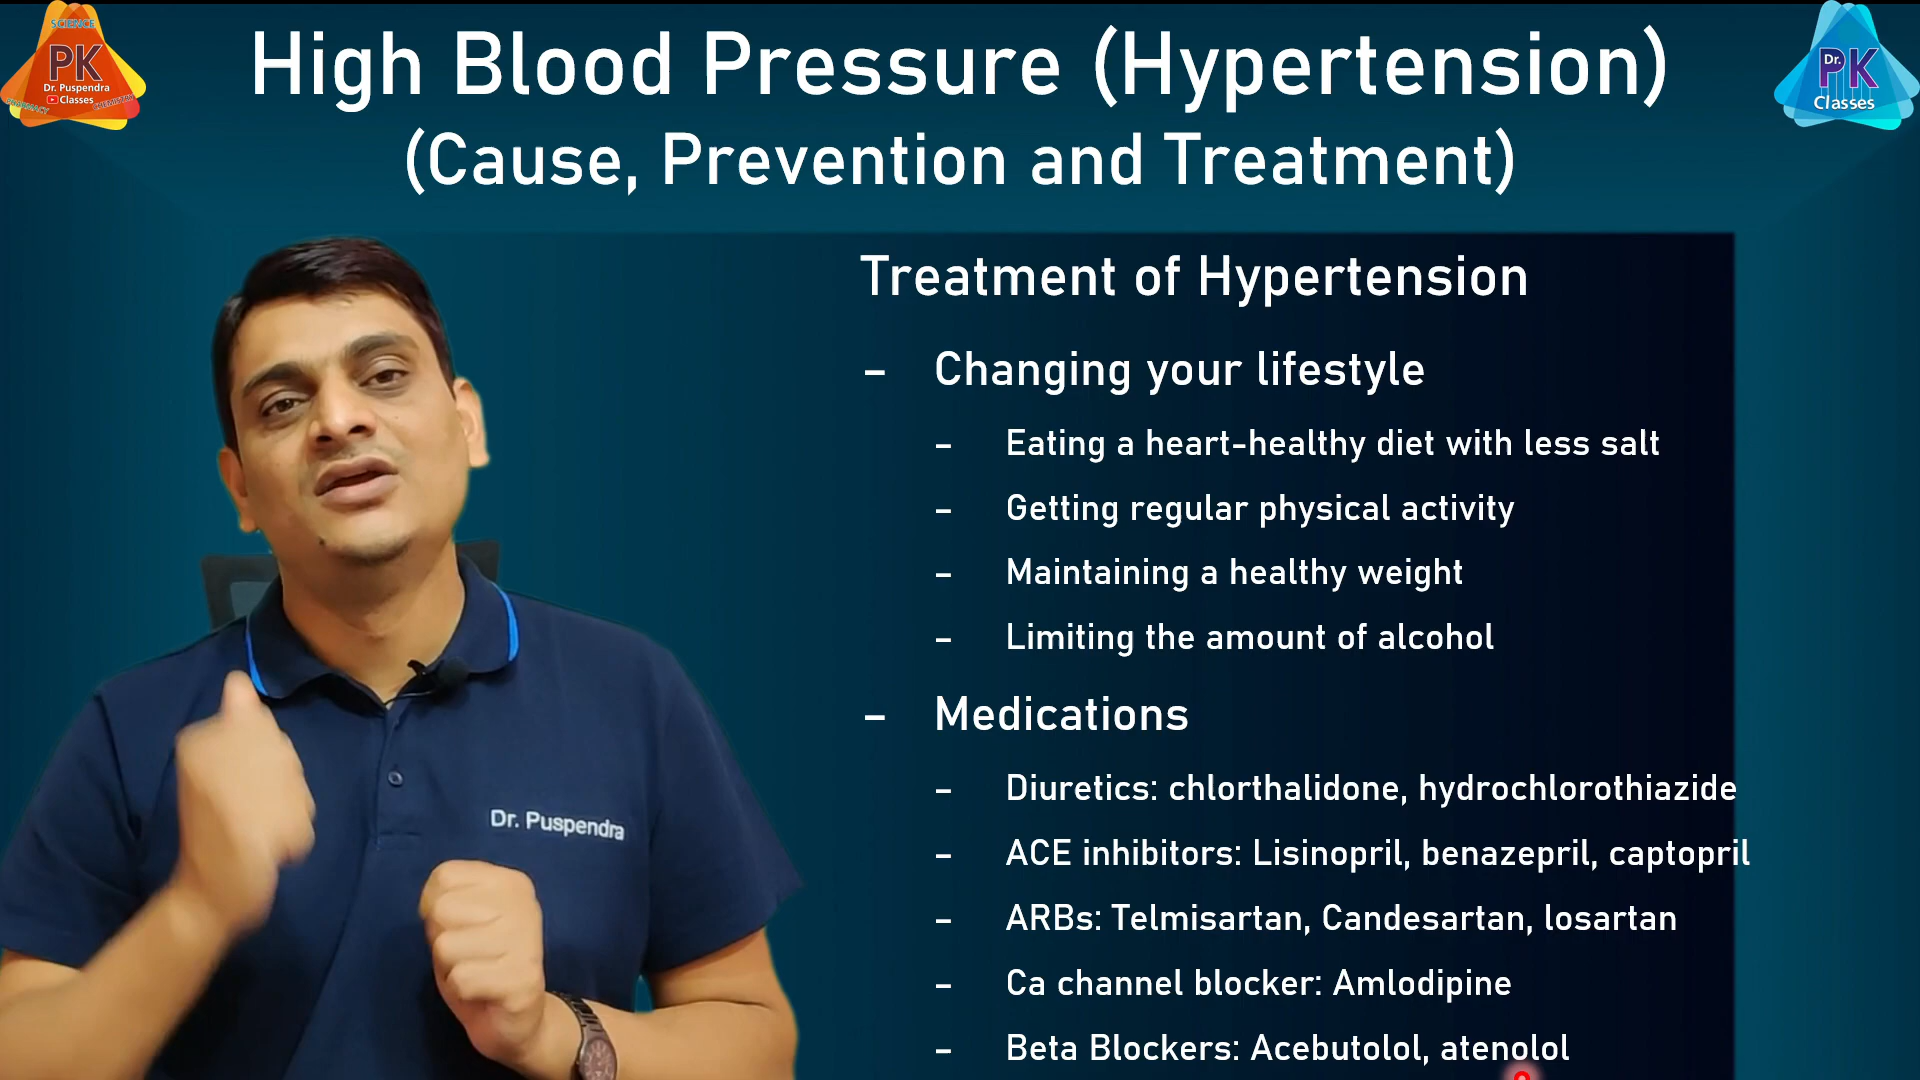 SCIENCE
PK
Dr. Puspendra
Classes
PHARMACY
CHEMISTRY
High Blood Pressure (Hypertension)
(Cause, Prevention and Treatment)
Dr.
PK
Classes
Treatment of Hypertension
- Changing your lifestyle
- Eating a heart-healthy diet with less salt
- Getting regular physical activity
- Maintaining a healthy weight
- Limiting the amount of alcohol
- Medications
- Diuretics: chlorthalidone, hydrochlorothiazide
- ACE inhibitors: Lisinopril, benazepril, captopril
- ARBs: Telmisartan, Candesartan, losartan
- Ca channel blocker: Amlodipine
- Beta Blockers: Acebutolol, atenolol
Dr. Puspendra